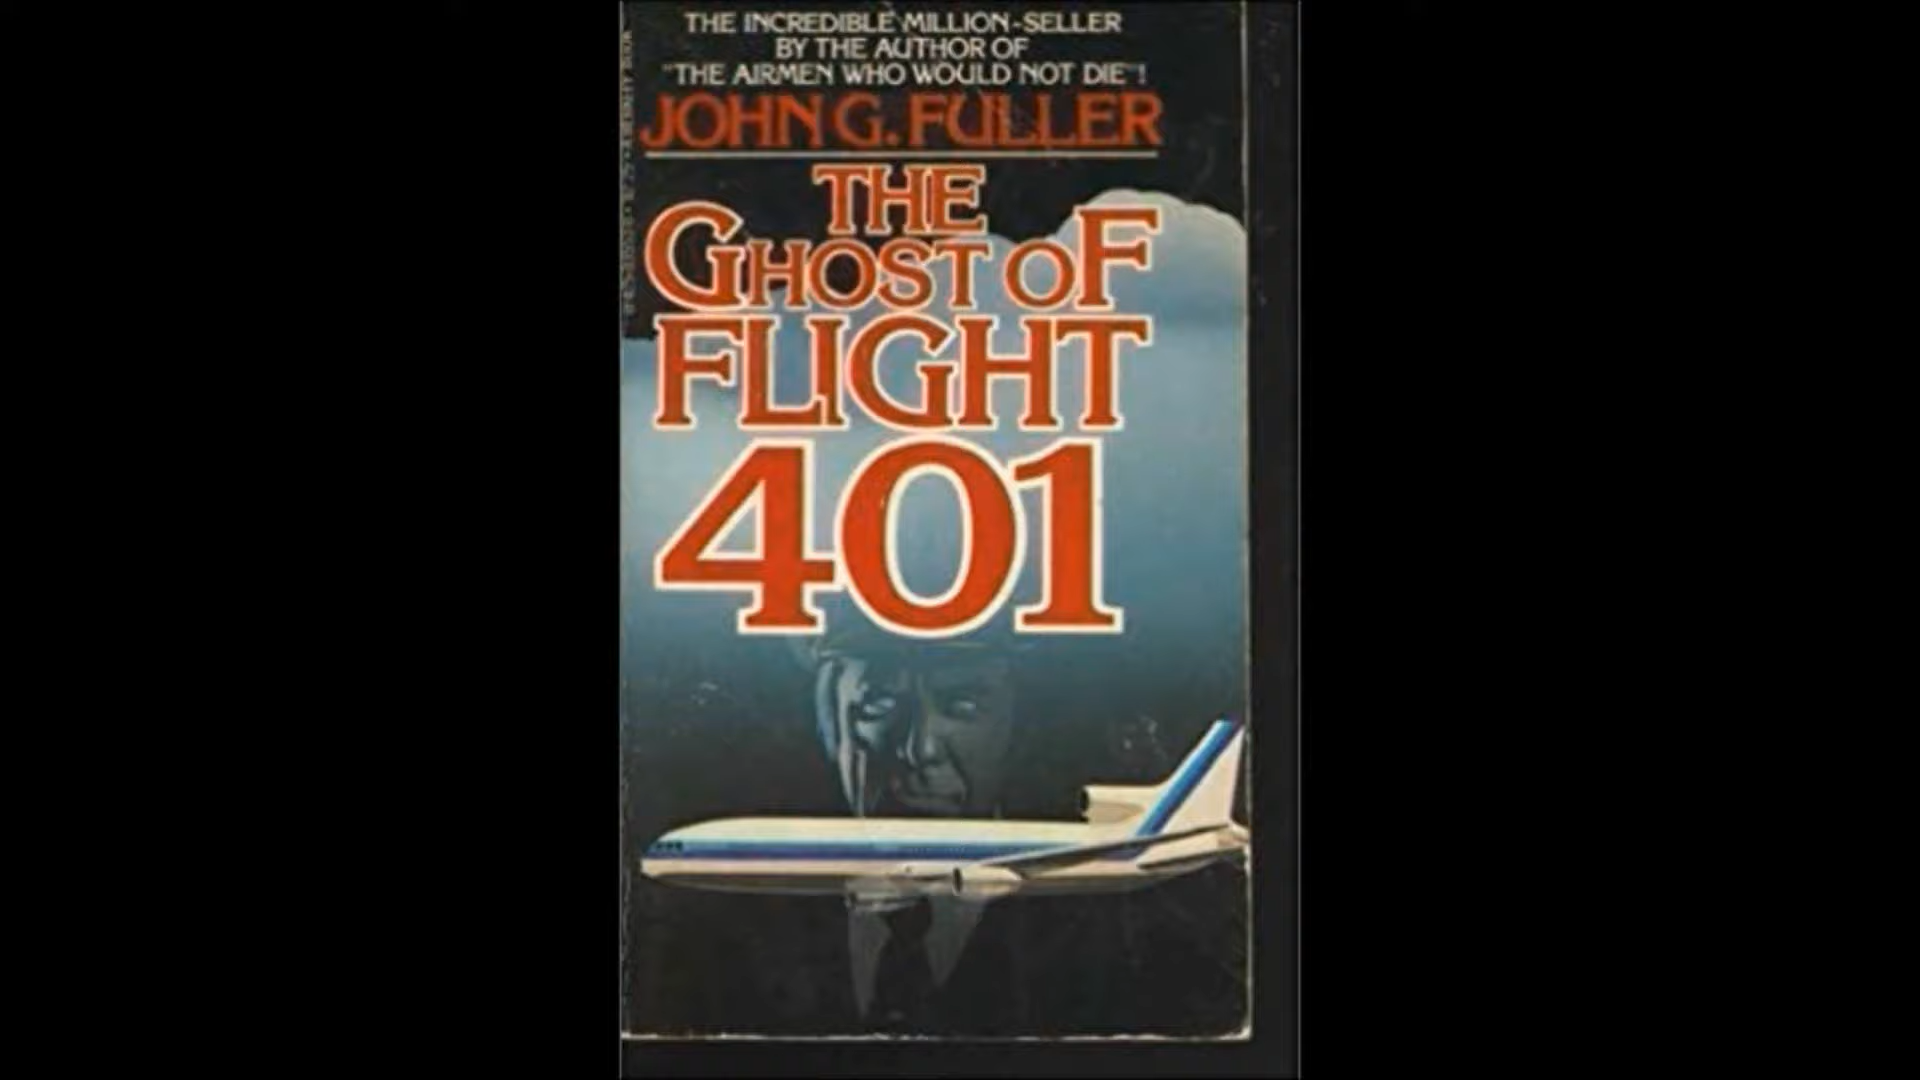 THE INCREDIBLE MILLION-SELLER
BY THE AUTHOR OF
"THE AIRMEN WHO WOULD NOT DIE"!
JOHN G. FULLER
THE
GHOST OF
FLIGHT
401